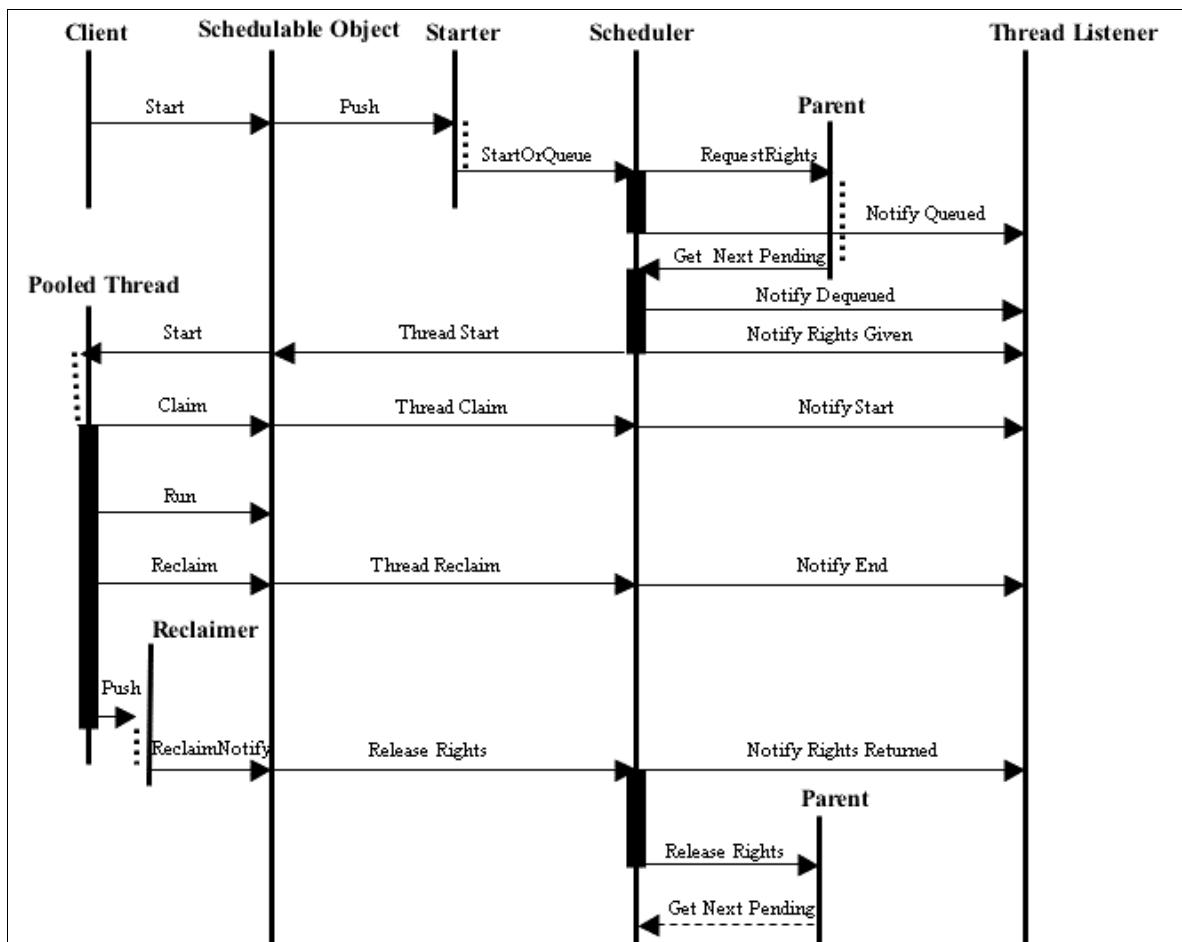 Client Schedulable Object Starter Scheduler Thread Listener
Start Push Parent
StartOrQueue RequestRights
Notify Queued
Get Next Pending
Pooled Thread
Notify Dequeued
Start Thread Start Notify Rights Given
Claim Thread Claim Notify Start
Run
Reclaim Thread Reclaim Notify End
Reclaimer
Push
ReclaimNotify Release Rights Notify Rights Returned
Parent
Release Rights
Get Next Pending